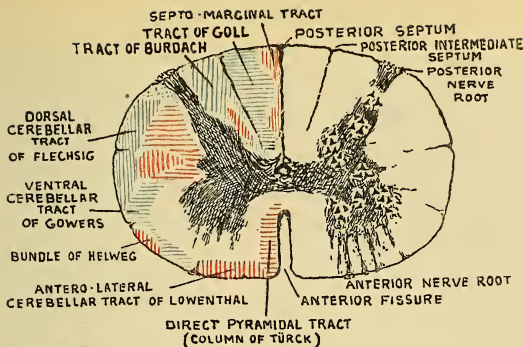 SEPTO-MARGINAL TRACT
TRACT OF GOLL
TRACT OF BURDACH
POSTERIOR SEPTUM
POSTERIOR INTERMEDIATE
SEPTUM
POSTERIOR
NERVE
ROOT
DORSAL
CEREBELLAR
TRACT
OF FLECHSIG
VENTRAL
CEREBELLAR
TRACT
OF GOWERS
BUNDLE OF HELWEG
ANTERO-LATERAL
CEREBELLAR TRACT OF LOWENTHAL
ANTERIOR NERVE ROOT
ANTERIOR FISSURE
DIRECT PYRAMIDAL TRACT
(COLUMN OF TÜRCK)